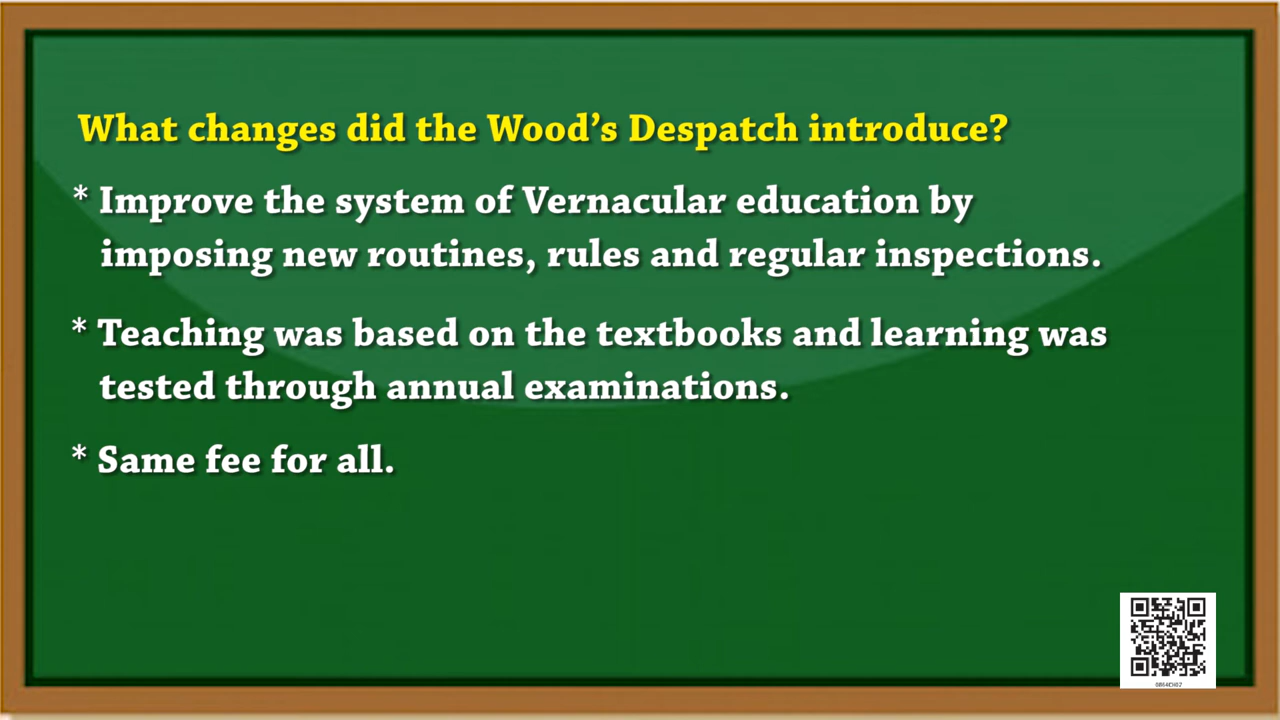 What changes did the Wood’s Despatch introduce?
* Improve the system of Vernacular education by
imposing new routines, rules and regular inspections.
* Teaching was based on the textbooks and learning was
tested through annual examinations.
* Same fee for all.